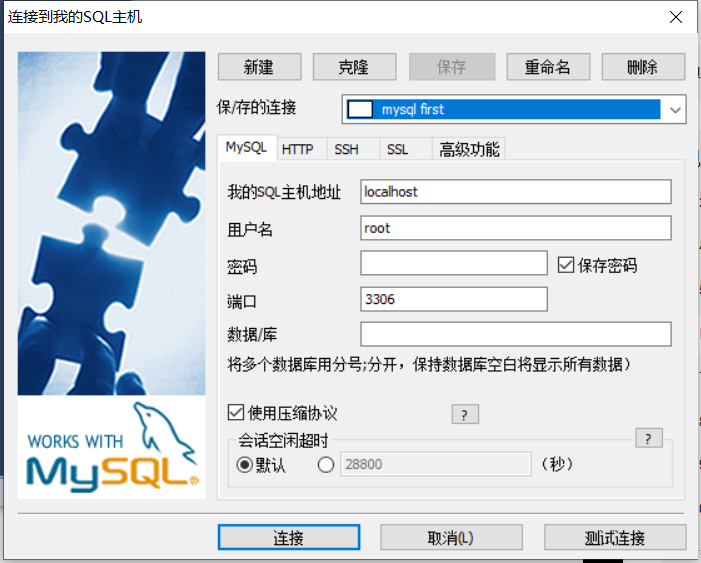 连接到我的SQL主机
新建 克隆 保存 重命名 删除
保/存的连接 mysql first
MySQL HTTP SSH SSL 高级功能
我的SQL主机地址 localhost
用户名 root
密码 保存密码
端口 3306
数据/库
将多个数据库用分号;分开，保持数据库空白将显示所有数据）
使用压缩协议 ?
会话空闲超时 ?
默认 28800 （秒）
WORKS WITH
MySQL®
连接 取消(L) 测试连接